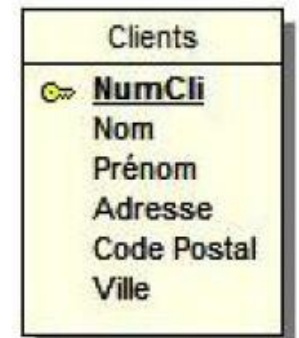 Clients
NumCli
Nom
Prénom
Adresse
Code Postal
Ville